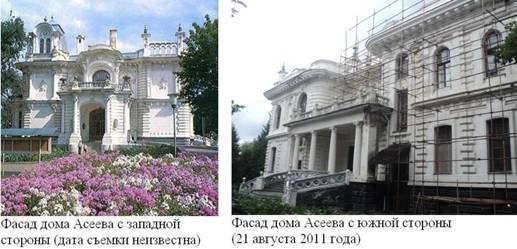 Фасад дома Асеева с западной
стороны (дата съемки неизвестна)
Фасад дома Асеева с южной стороны
(21 августа 2011 года)